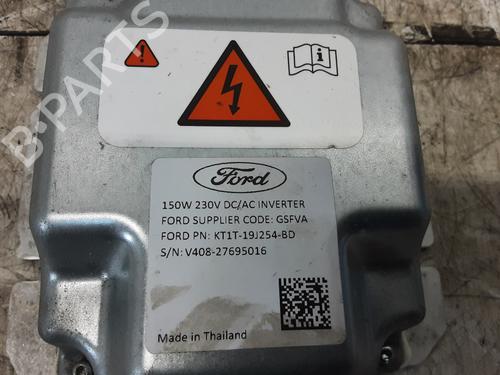 B-PARTS
Ford
150W 230V DC/AC INVERTER
FORD SUPPLIER CODE: GSFVA
FORD PN: KT1T-19J254-BD
S/N: V408-27695016
Made in Thailand